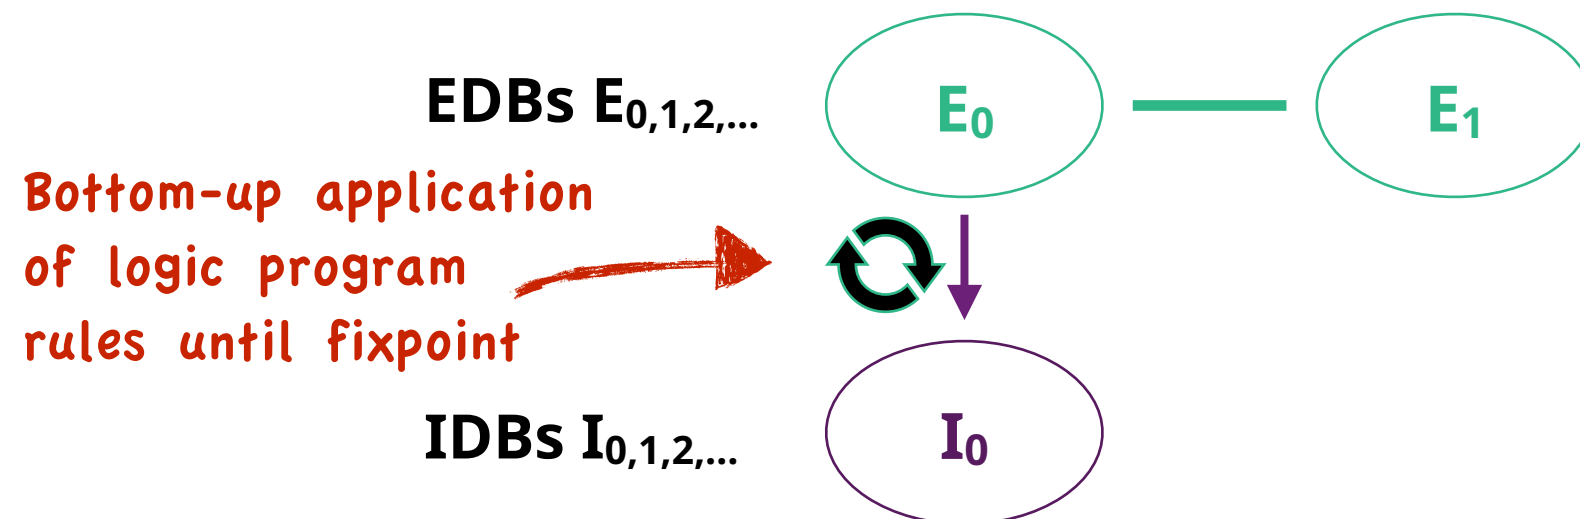 EDBs E0,1,2,...
E0
E1
Bottom-up application
of logic program
rules until fixpoint
IDBs I0,1,2,...
I0